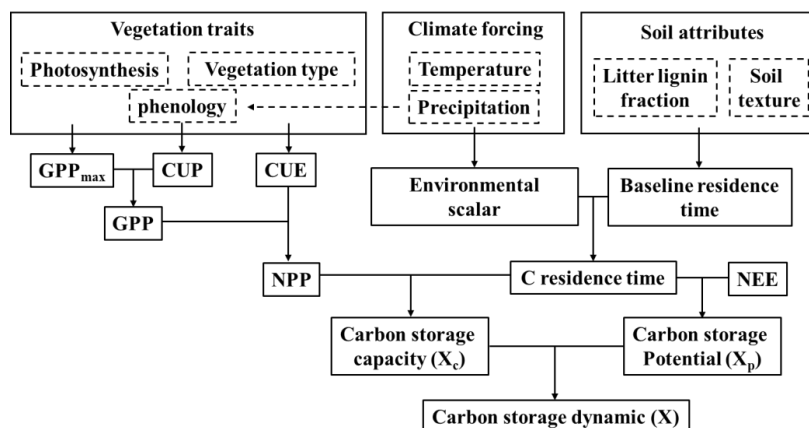 Vegetation traits
Photosynthesis
Vegetation type
phenology
Climate forcing
Temperature
Precipitation
Soil attributes
Litter lignin
fraction
Soil
texture
GPPmax
CUP
CUE
Environmental
scalar
Baseline residence
time
GPP
NPP
C residence time
NEE
Carbon storage
capacity (Xc)
Carbon storage
Potential (Xp)
Carbon storage dynamic (X)